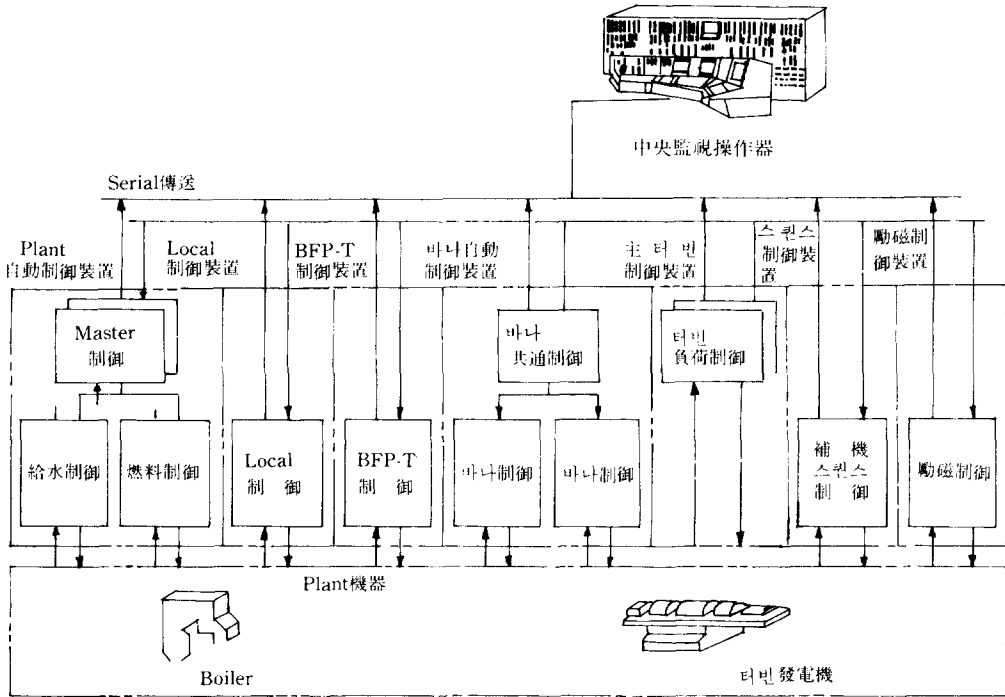 中央監視操作器
Serial傳送
Plant
自動制御裝置
Local
制御裝置
BFP-T
制御裝置
바나自動
制御裝置
主터빈
制御裝置
스퀸스
制御裝
置
勵磁制
御裝置
Master
制御
바나
共通制御
터빈
負荷制御
給水制御
燃料制御
Local
制 御
BFP-T
制 御
바나制御
바나制御
補 機
스퀸스
制 御
勵磁制御
Plant機器
Boiler
터빈發電機